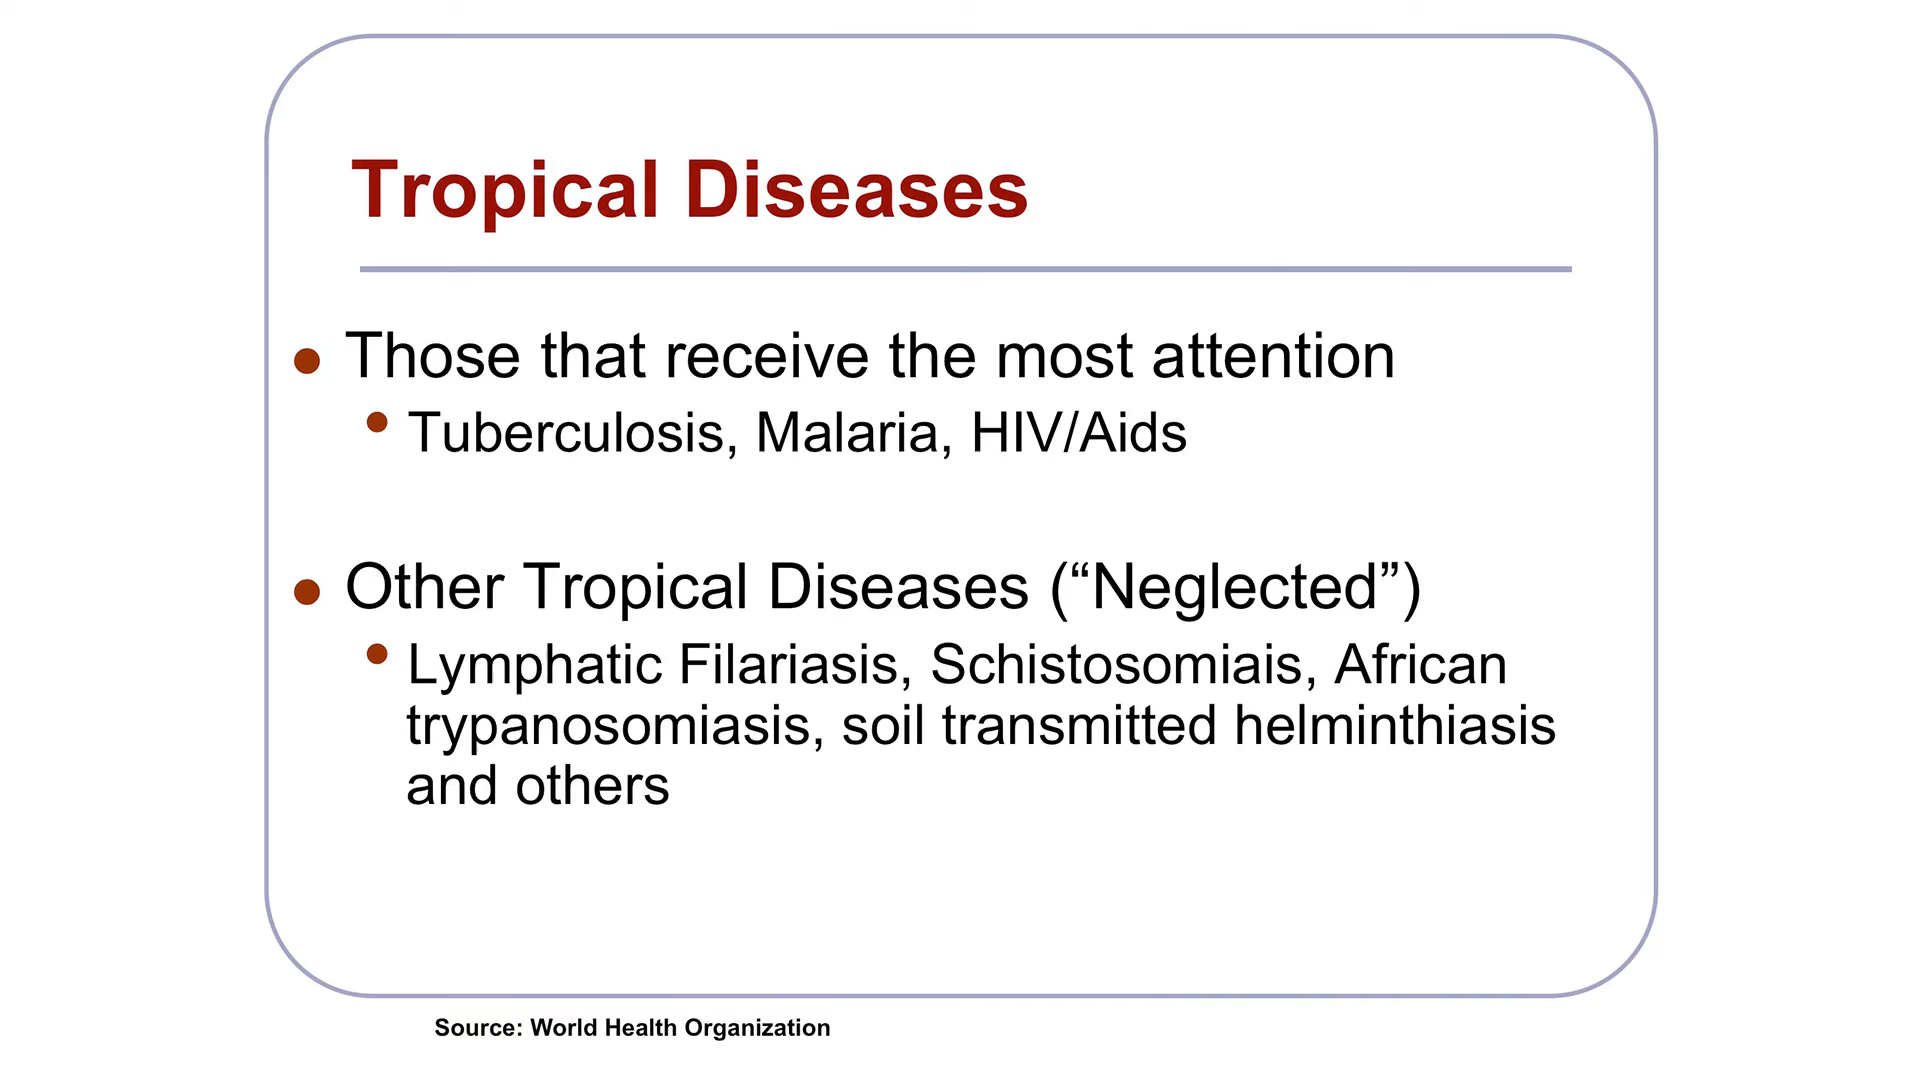 Tropical Diseases
Those that receive the most attention
Tuberculosis, Malaria, HIV/Aids
Other Tropical Diseases (“Neglected”)
Lymphatic Filariasis, Schistosomiais, African
trypanosomiasis, soil transmitted helminthiasis
and others
Source: World Health Organization